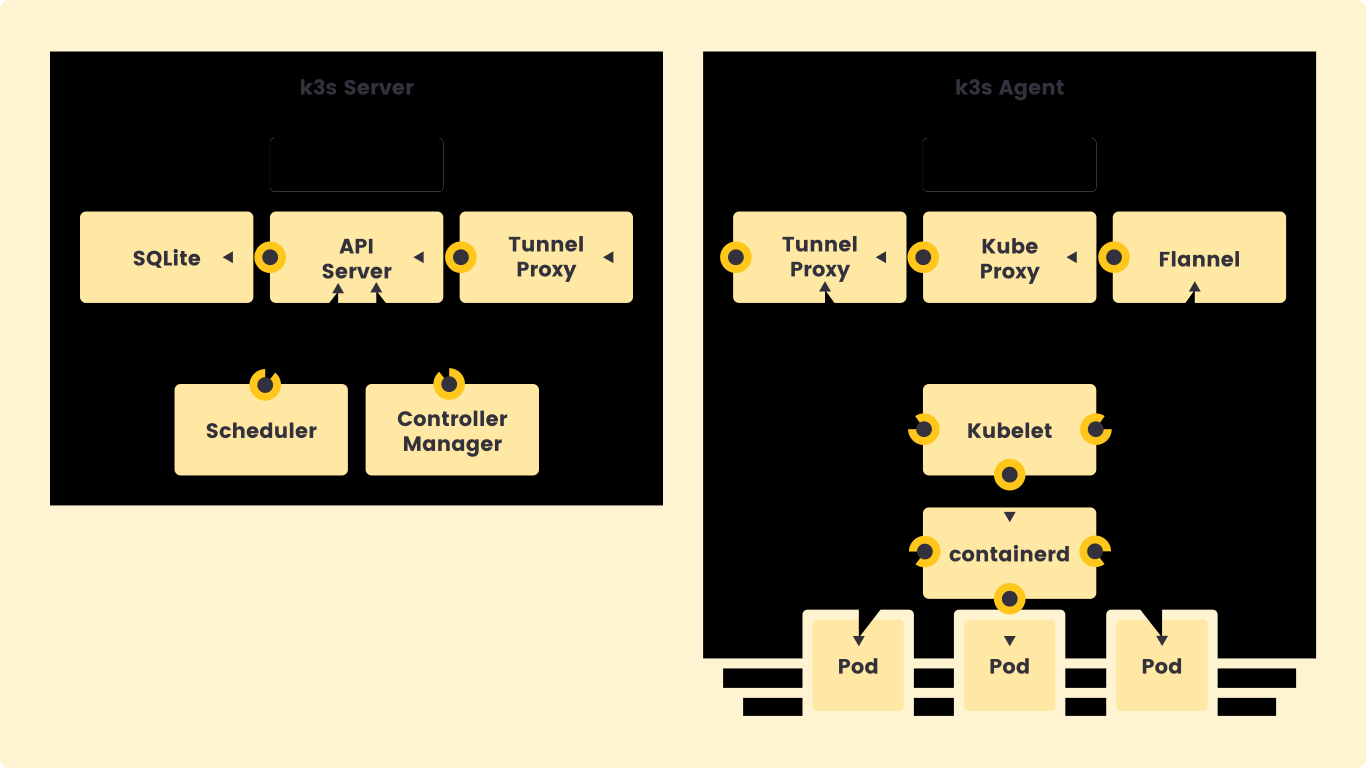 k3s Server
SQLite
API
Server
Tunnel
Proxy
Scheduler
Controller
Manager
k3s Agent
Tunnel
Proxy
Kube
Proxy
Flannel
Kubelet
containerd
Pod
Pod
Pod